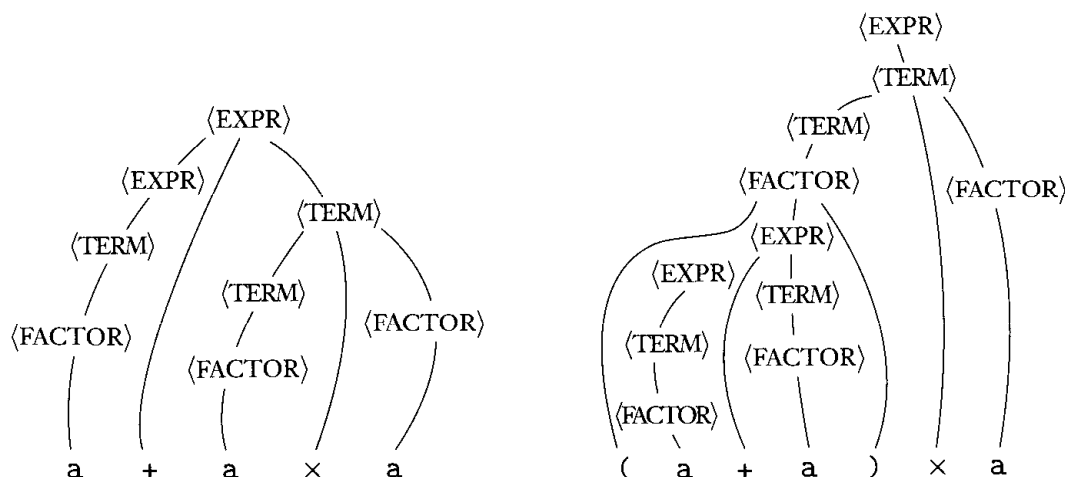 ⟨EXPR⟩
⟨EXPR⟩
⟨TERM⟩
⟨TERM⟩
⟨TERM⟩
⟨FACTOR⟩
⟨FACTOR⟩
⟨FACTOR⟩
a + a × a
⟨EXPR⟩
⟨TERM⟩
⟨TERM⟩
⟨FACTOR⟩ ⟨FACTOR⟩
⟨EXPR⟩
⟨EXPR⟩
⟨TERM⟩
⟨TERM⟩
⟨FACTOR⟩
⟨FACTOR⟩
( a + a ) × a